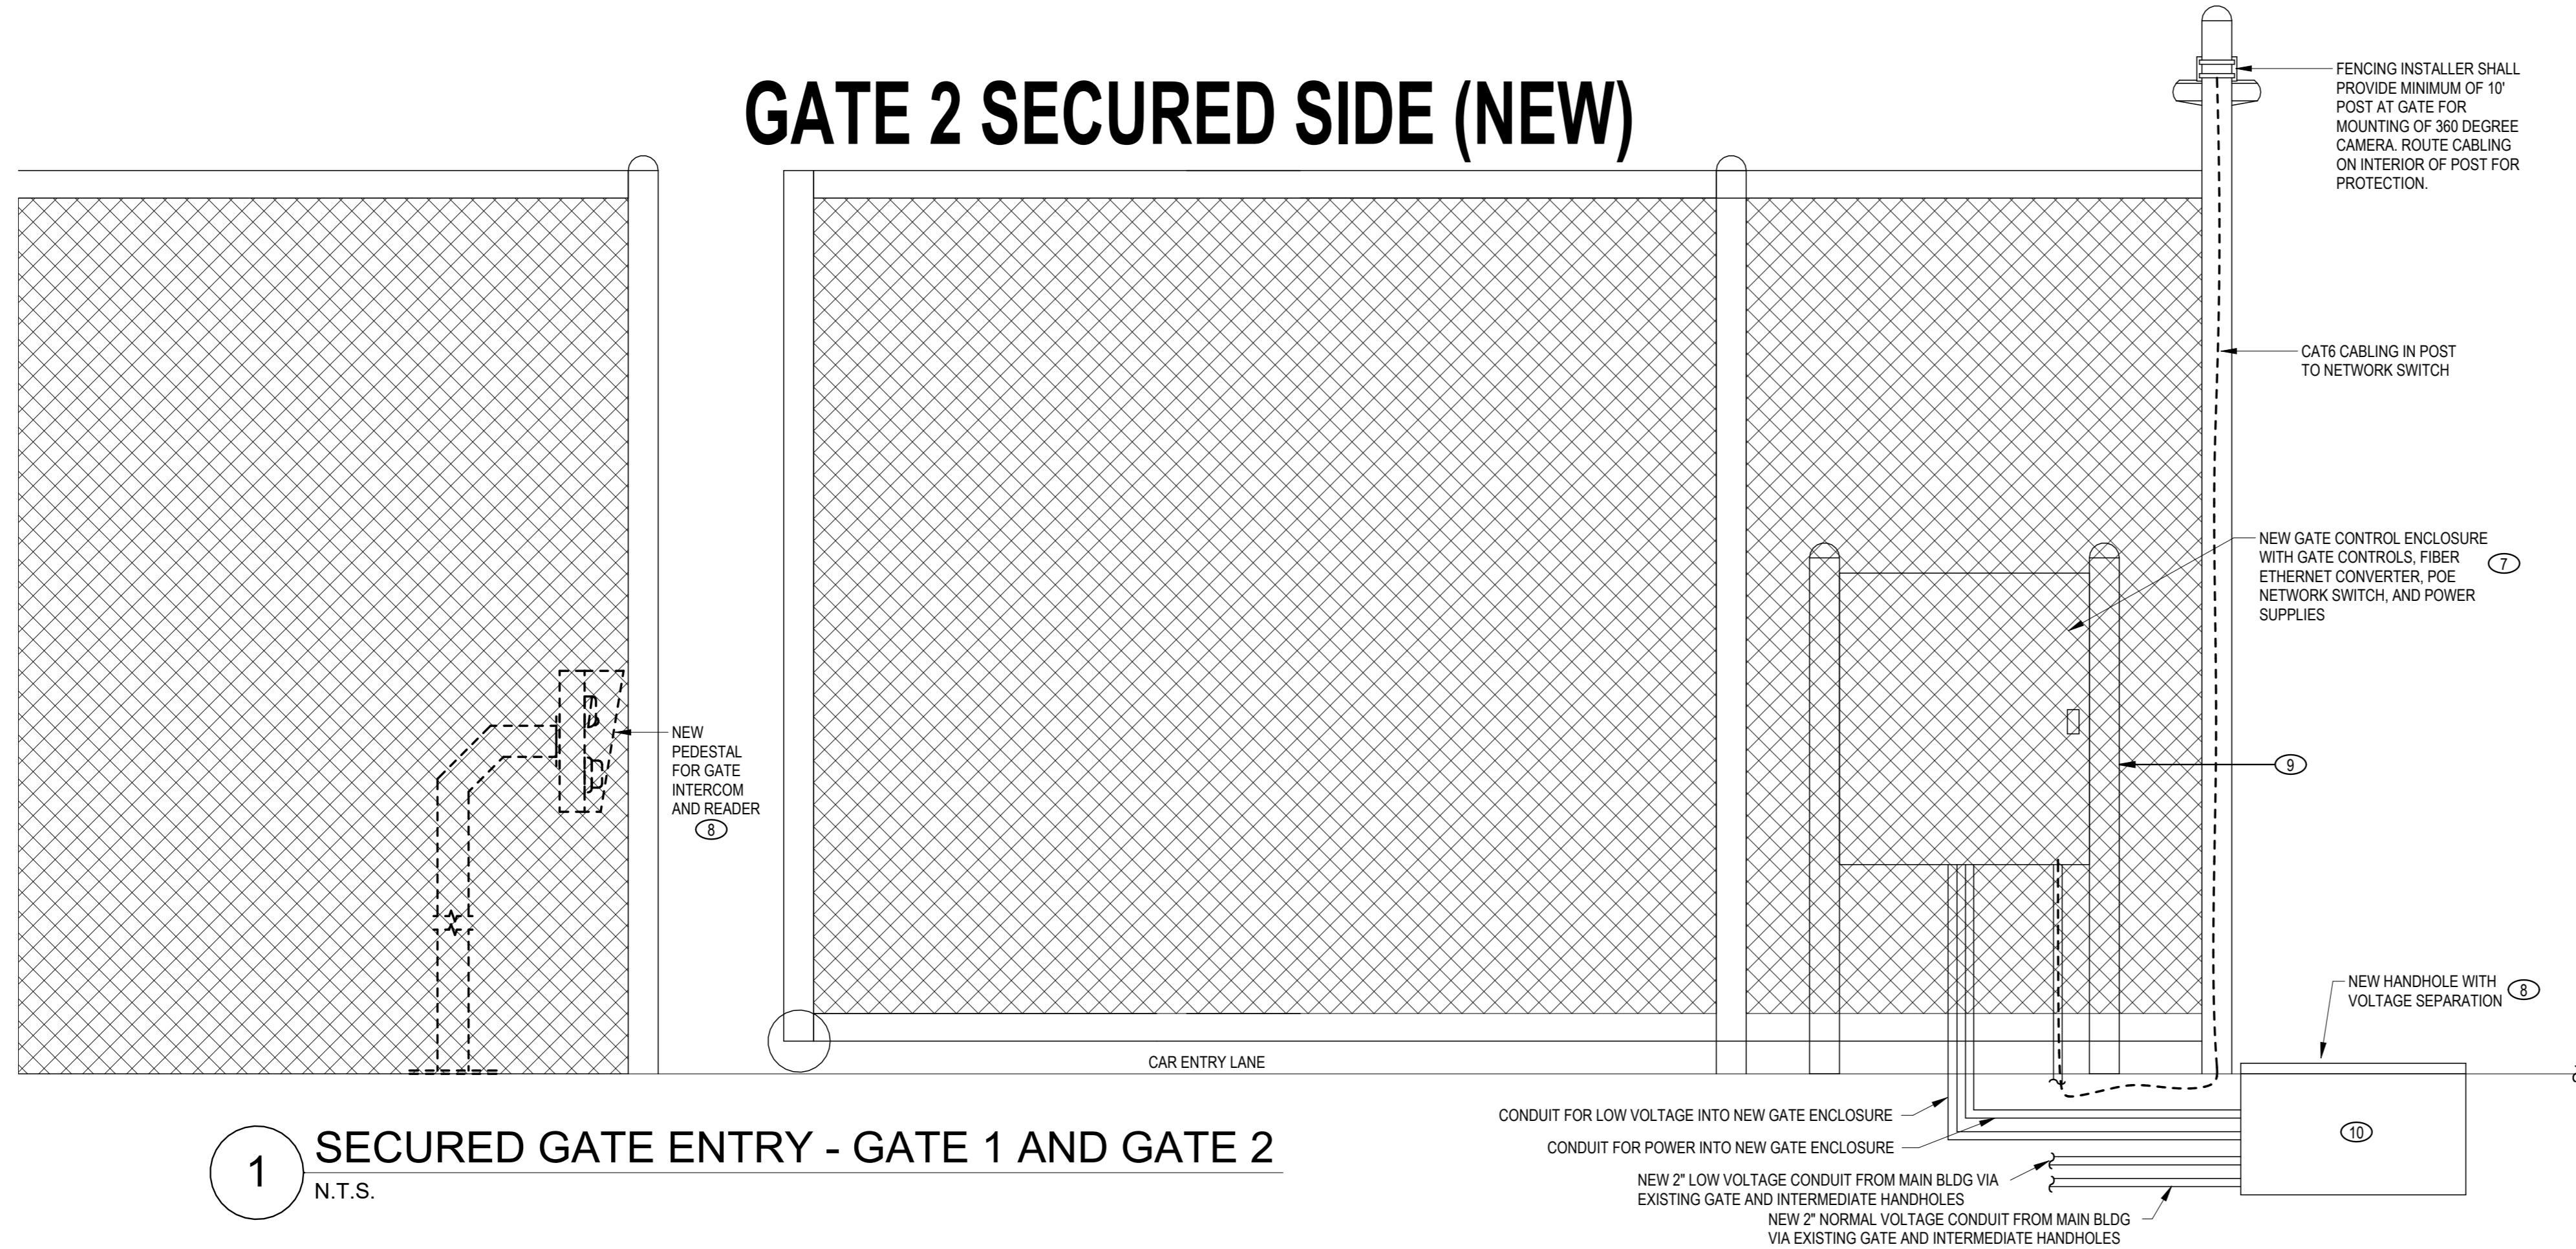 GATE 2 SECURED SIDE (NEW)
FENCING INSTALLER SHALL
PROVIDE MINIMUM OF 10'
POST AT GATE FOR
MOUNTING OF 360 DEGREE
CAMERA. ROUTE CABLING
ON INTERIOR OF POST FOR
PROTECTION.
CAT6 CABLING IN POST
TO NETWORK SWITCH
NEW GATE CONTROL ENCLOSURE
WITH GATE CONTROLS, FIBER
ETHERNET CONVERTER, POE
NETWORK SWITCH, AND POWER
SUPPLIES
7
NEW
PEDESTAL
FOR GATE
INTERCOM
AND READER
8
9
NEW HANDHOLE WITH
VOLTAGE SEPARATION
8
CAR ENTRY LANE
CONDUIT FOR LOW VOLTAGE INTO NEW GATE ENCLOSURE
CONDUIT FOR POWER INTO NEW GATE ENCLOSURE
10
NEW 2" LOW VOLTAGE CONDUIT FROM MAIN BLDG VIA
EXISTING GATE AND INTERMEDIATE HANDHOLES
NEW 2" NORMAL VOLTAGE CONDUIT FROM MAIN BLDG
VIA EXISTING GATE AND INTERMEDIATE HANDHOLES
1
SECURED GATE ENTRY - GATE 1 AND GATE 2
N.T.S.